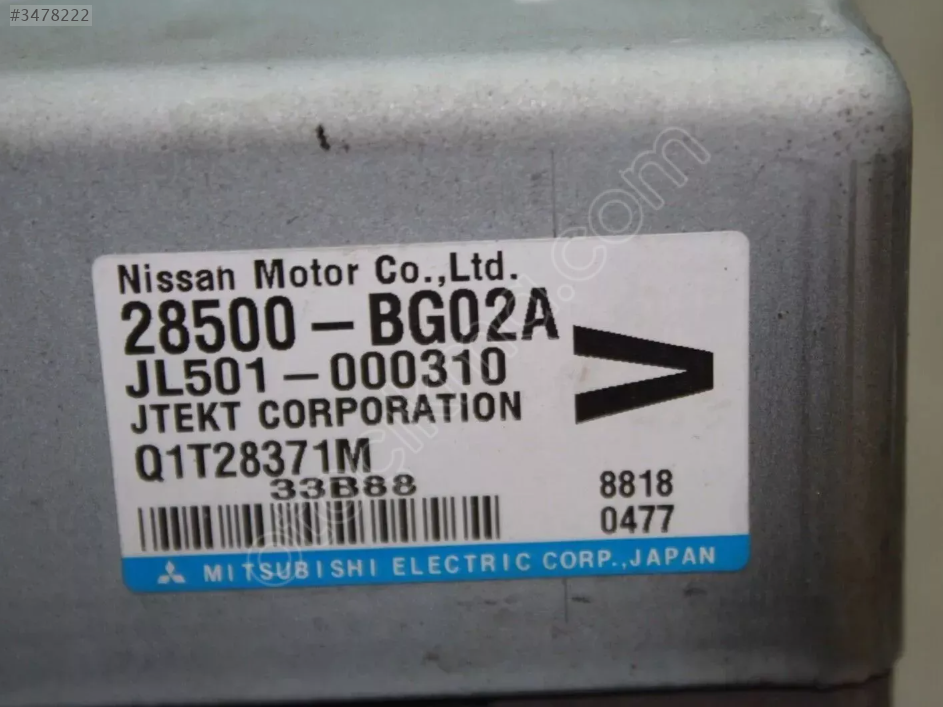 #3478222
Nissan Motor Co.,Ltd.
28500-BG02A
JL501-000310
JTEKT CORPORATION
Q1T28371M
33B88
8818
0477
MITSUBISHI ELECTRIC CORP.,JAPAN